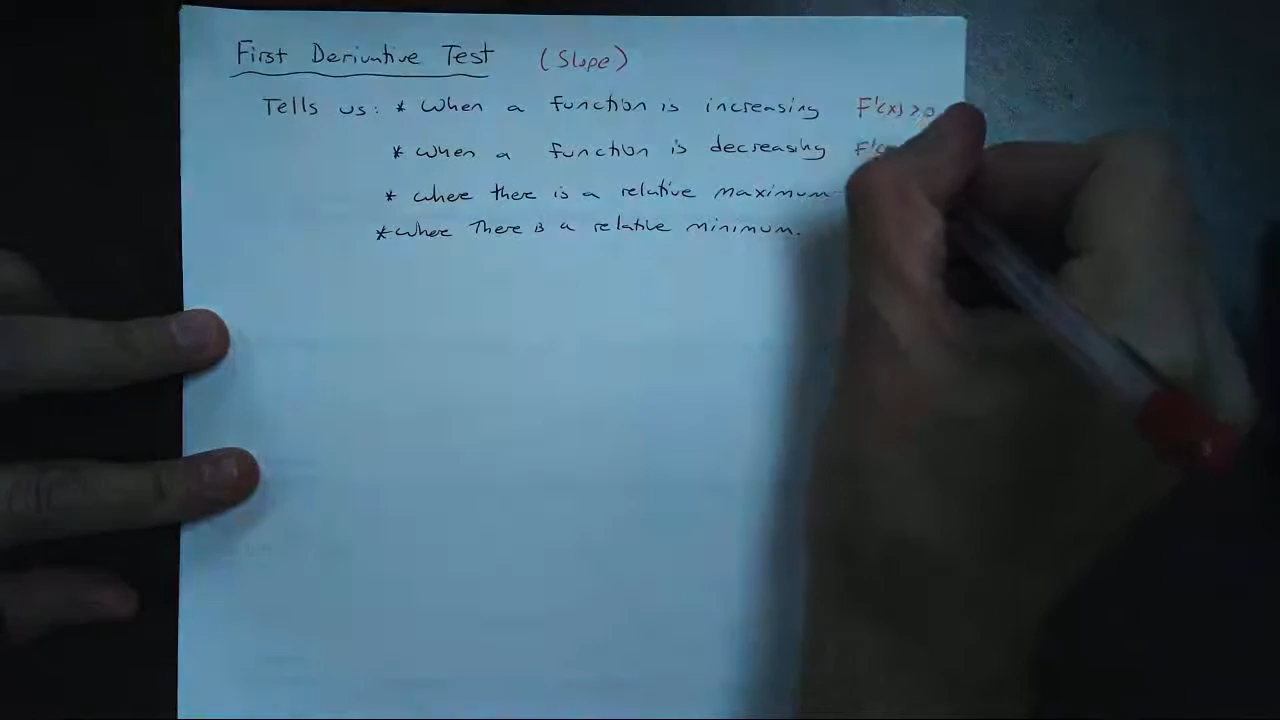 First Derivative Test (Slope)
Tells us: * when a function is increasing F'(x) > 0
* when a function is decreasing
* where there is a relative maximum
* where there is a relative minimum.